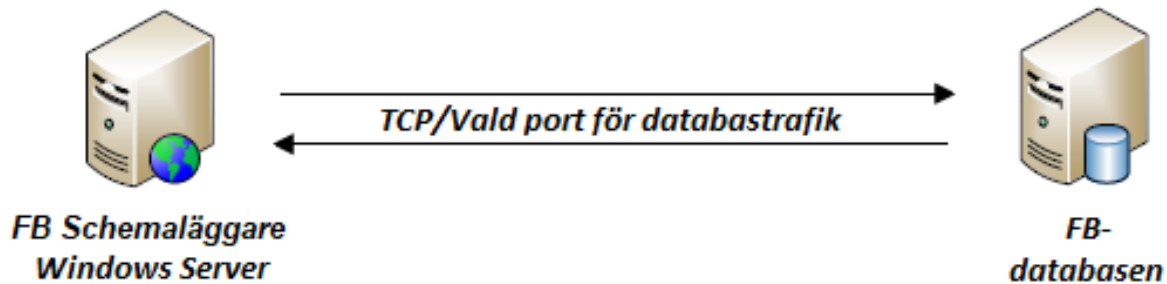 TCP/Vald port för databastrafik
FB Schemaläggare
Windows Server
FB-
databasen